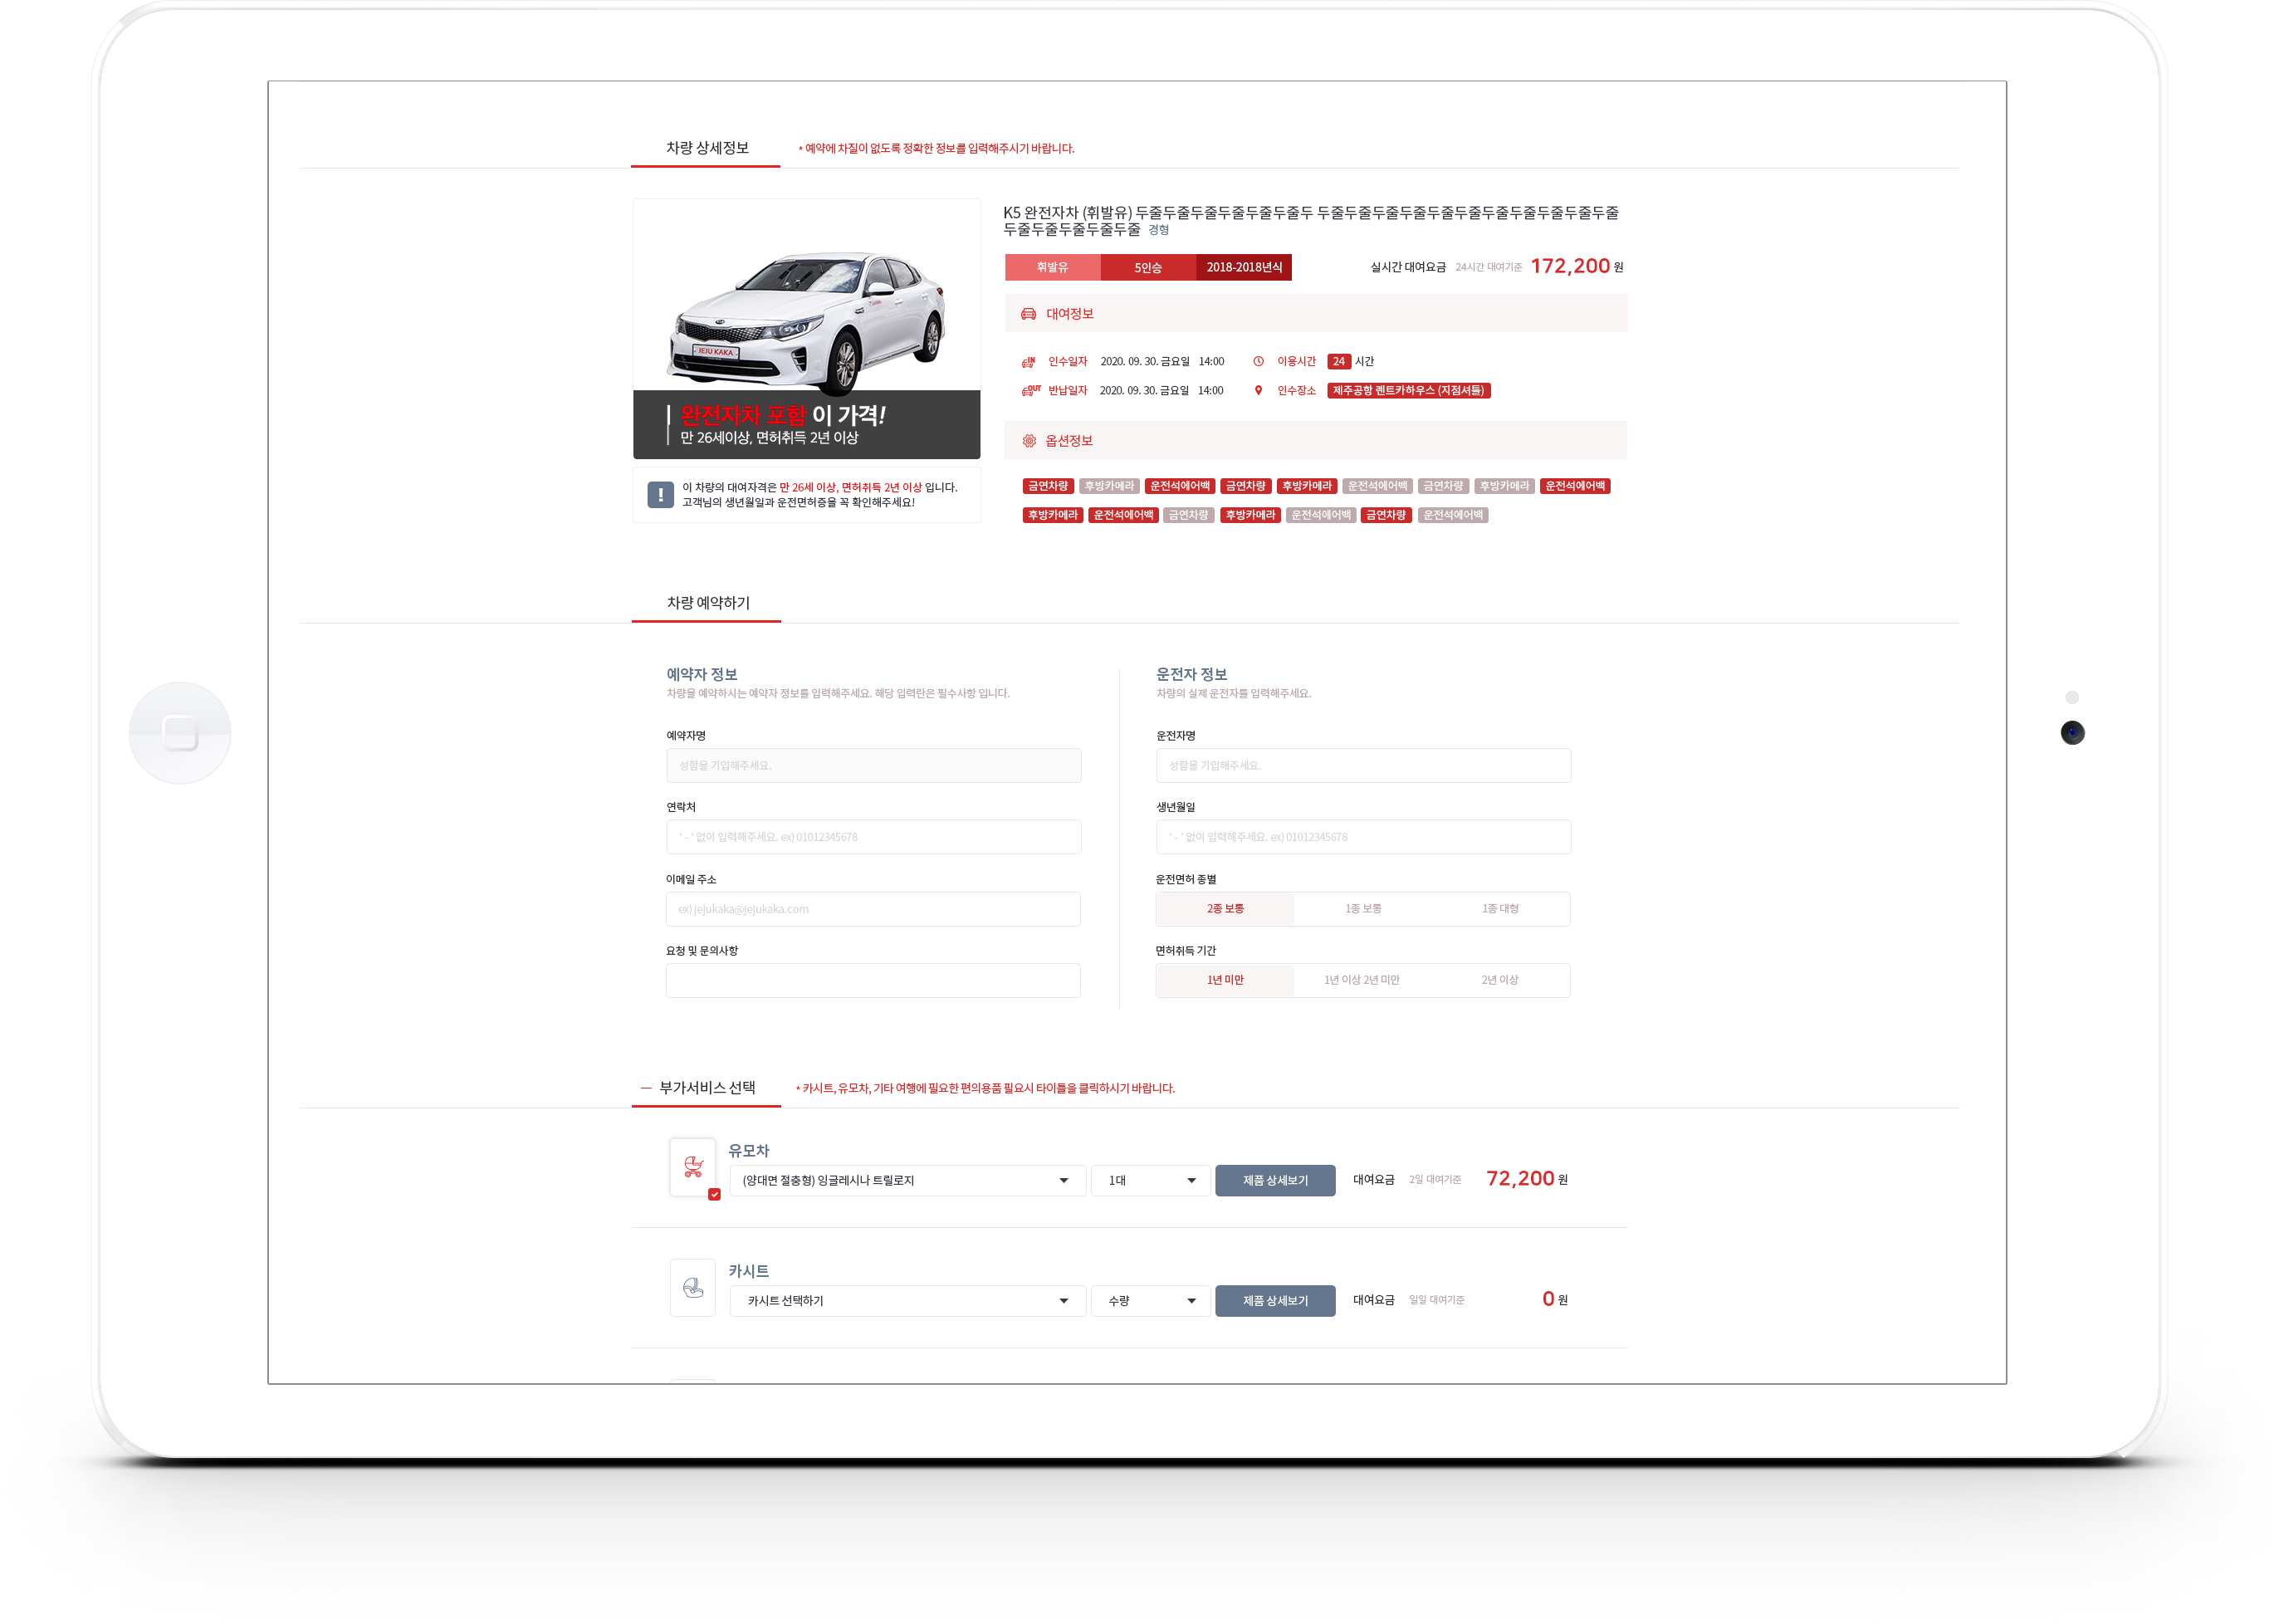 차량 상세정보
* 예약에 차질이 없도록 정확한 정보를 입력해주시기 바랍니다.
JEJU KAKA
완전자차 포함 이 가격!
만 26세이상, 면허취득 2년 이상
! 이 차량의 대여자격은 만 26세 이상, 면허취득 2년 이상 입니다.
고객님의 생년월일과 운전면허증을 꼭 확인해주세요!
K5 완전자차 (휘발유) 두줄두줄두줄두줄두줄두줄두 두줄두줄두줄두줄두줄두줄두줄두줄두줄두줄두줄
두줄두줄두줄두줄두줄 경형
휘발유 5인승 2018-2018년식
실시간 대여요금 24시간 대여기준 172,200 원
대여정보
IN 인수일자 2020. 09. 30. 금요일 14:00 이용시간 24 시간
OUT 반납일자 2020. 09. 30. 금요일 14:00 인수장소 제주공항 렌트카하우스 (지점셔틀)
옵션정보
금연차량 후방카메라 운전석에어백 금연차량 후방카메라 운전석에어백 금연차량 후방카메라 운전석에어백
후방카메라 운전석에어백 금연차량 후방카메라 운전석에어백 금연차량 운전석에어백
차량 예약하기
예약자 정보
차량을 예약하시는 예약자 정보를 입력해주세요. 해당 입력란은 필수사항 입니다.
예약자명
성함을 기입해주세요.
연락처
' - ' 없이 입력해주세요. ex) 01012345678
이메일 주소
ex) jejukaka@jejukaka.com
요청 및 문의사항
운전자 정보
차량의 실제 운전자를 입력해주세요.
운전자명
성함을 기입해주세요.
생년월일
' - ' 없이 입력해주세요. ex) 01012345678
운전면허 종별
2종 보통 1종 보통 1종 대형
면허취득 기간
1년 미만 1년 이상 2년 미만 2년 이상
부가서비스 선택
* 카시트, 유모차, 기타 여행에 필요한 편의용품 필요시 타이틀을 클릭하시기 바랍니다.
유모차
(양대면 절충형) 잉글레시나 트릴로지 1대 제품 상세보기 대여요금 2일 대여기준 72,200 원
카시트
카시트 선택하기 수량 제품 상세보기 대여요금 일일 대여기준 0 원